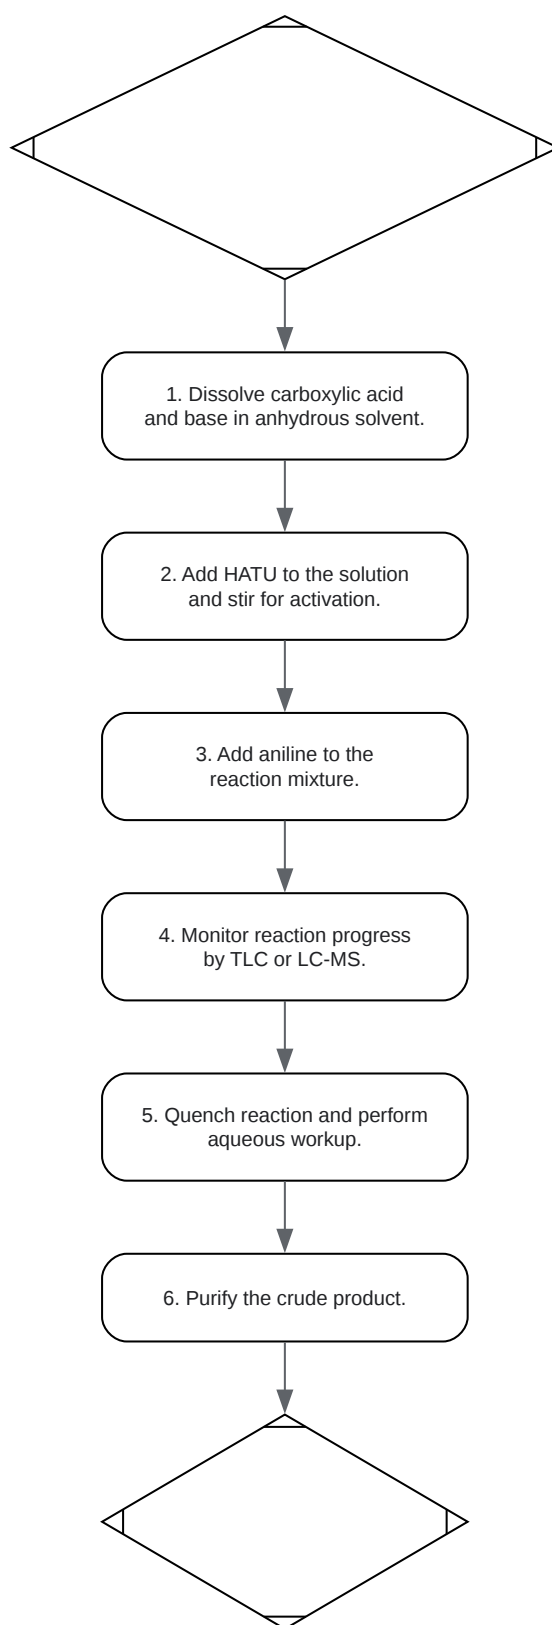 1. Dissolve carboxylic acid
and base in anhydrous solvent.
2. Add HATU to the solution
and stir for activation.
3. Add aniline to the
reaction mixture.
4. Monitor reaction progress
by TLC or LC-MS.
5. Quench reaction and perform
aqueous workup.
6. Purify the crude product.